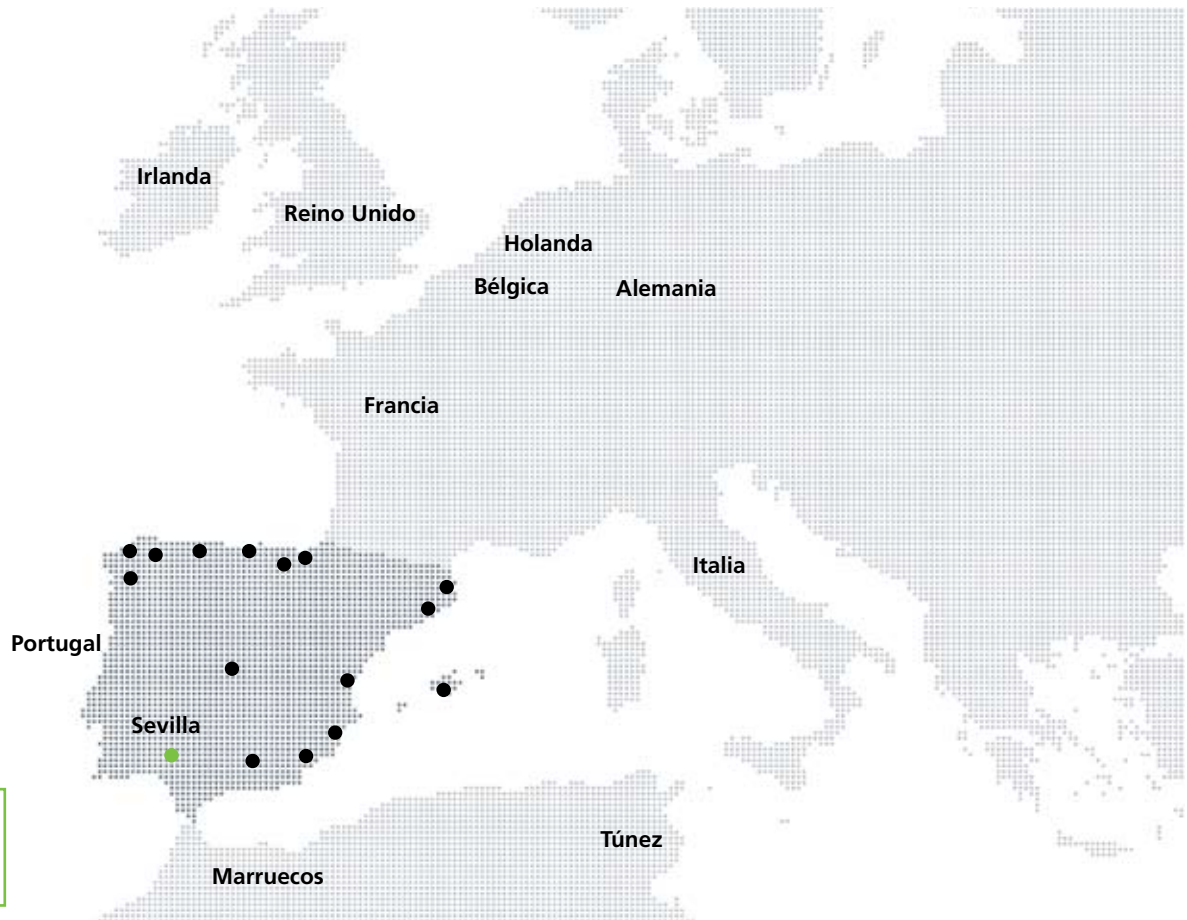 Irlanda
Reino Unido
Holanda
Bélgica
Alemania
Francia
Italia
Portugal
Sevilla
Túnez
Marruecos